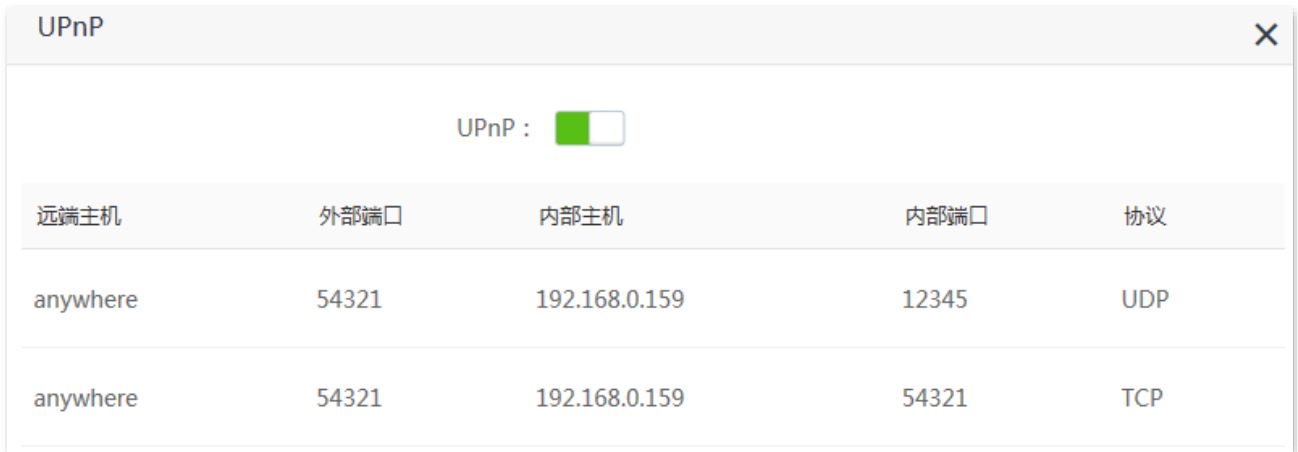 UPnP
UPnP：
远端主机 外部端口 内部主机 内部端口 协议
anywhere 54321 192.168.0.159 12345 UDP
anywhere 54321 192.168.0.159 54321 TCP